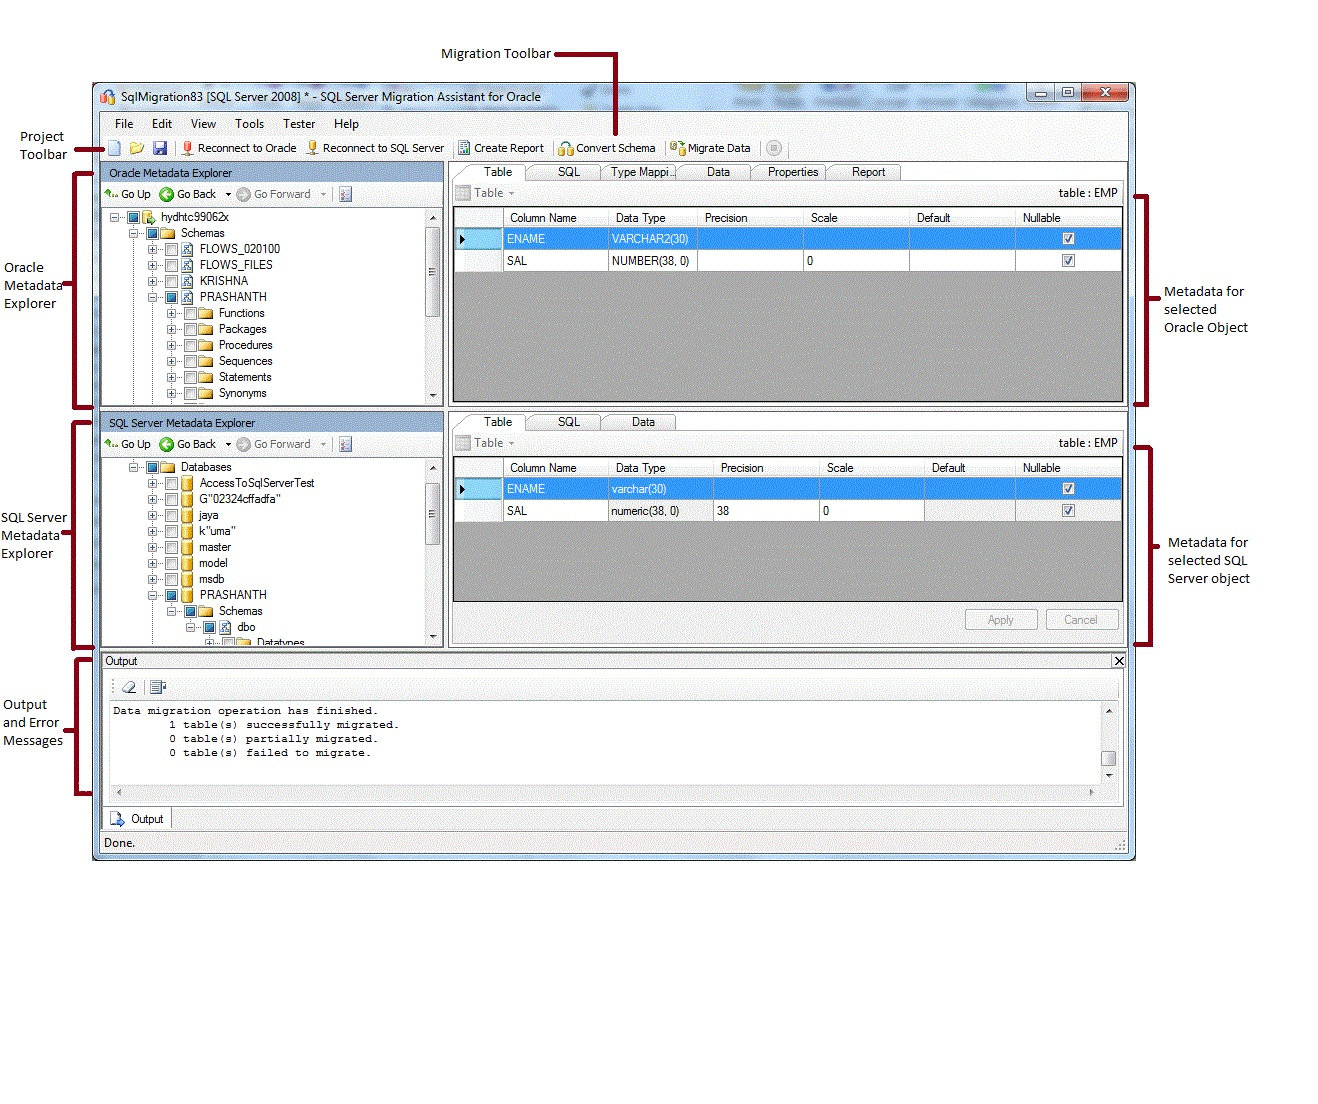 Migration Toolbar
SqlMigration83 [SQL Server 2008] * - SQL Server Migration Assistant for Oracle
File Edit View Tools Tester Help
Project
Toolbar
Reconnect to Oracle Reconnect to SQL Server Create Report Convert Schema Migrate Data
Oracle Metadata Explorer
Go Up Go Back Go Forward
hydhtc99062x
Schemas
FLOWS_020100
FLOWS_FILES
KRISHNA
PRASHANTH
Functions
Packages
Procedures
Sequences
Statements
Synonyms
Oracle
Metadata
Explorer
Table SQL Type Mappi... Data Properties Report
Table table : EMP
Column Name Data Type Precision Scale Default Nullable
ENAME VARCHAR2(30)
SAL NUMBER(38, 0) 0
Metadata for
selected
Oracle Object
SQL Server Metadata Explorer
Go Up Go Back Go Forward
Databases
AccessToSqlServerTest
G"02324cffadfa"
jaya
k"uma"
master
model
msdb
PRASHANTH
Schemas
dbo
Datatypes
SQL Server
Metadata
Explorer
Table SQL Data
Table table : EMP
Column Name Data Type Precision Scale Default Nullable
ENAME varchar(30)
SAL numeric(38, 0) 38 0
Apply Cancel
Metadata for
selected SQL
Server object
Output
Data migration operation has finished.
1 table(s) successfully migrated.
0 table(s) partially migrated.
0 table(s) failed to migrate.
Output
and Error
Messages
Output
Done.